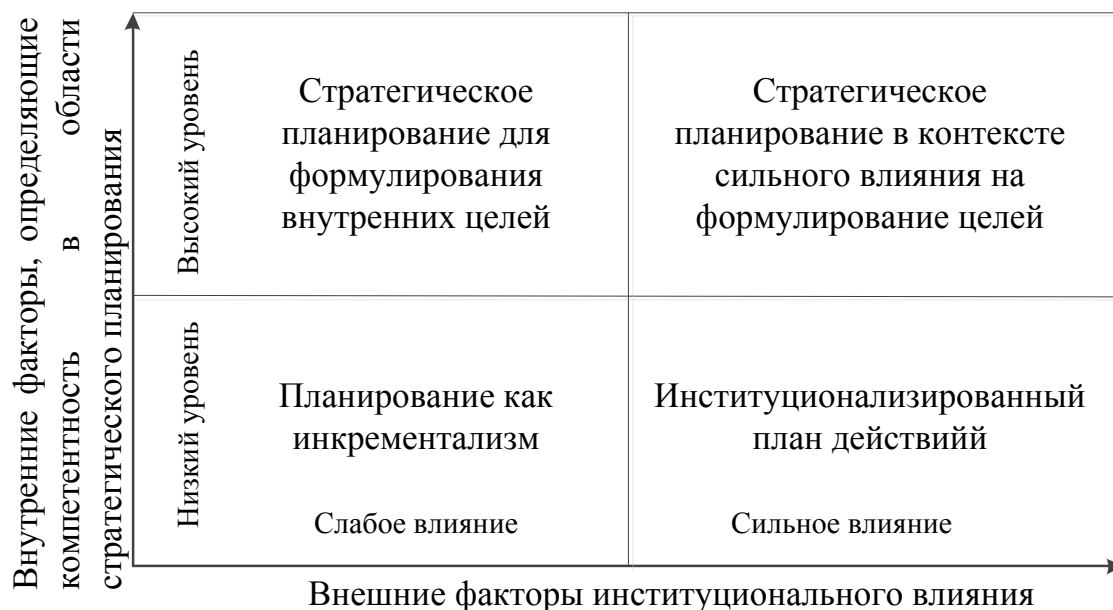 Внутренние факторы, определяющие
компетентность в области
стратегического планирования
Высокий уровень
Стратегическое
планирование для
формулирования
внутренних целей
Стратегическое
планирование в контексте
сильного влияния на
формулирование целей
Низкий уровень
Планирование как
инкрементализм
Институционализированный
план действийй
Слабое влияние
Сильное влияние
Внешние факторы институционального влияния